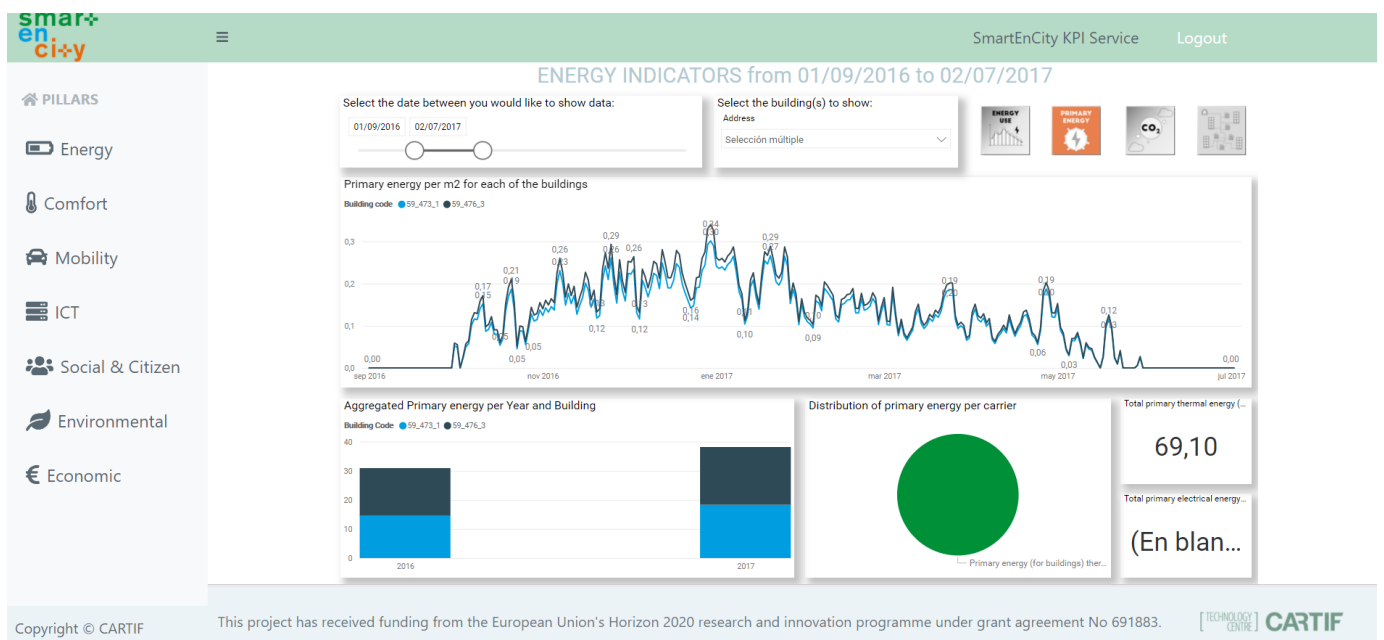 smart
en
city
SmartEnCity KPI Service
Logout
ENERGY INDICATORS from 01/09/2016 to 02/07/2017
PILLARS
Energy
Comfort
Mobility
ICT
Social & Citizen
Environmental
€ Economic
Select the date between you would like to show data:
01/09/2016 02/07/2017
Select the building(s) to show:
Address
Selección múltiple
ENERGY
USE
PRIMARY
ENERGY
CO₂
Primary energy per m2 for each of the buildings
Building code 59_473_1 59_476_3
0,3
0,2
0,1
0,0
0,00
0,17
0,15
0,21
0,05
0,05
0,26
0,29
0,26
0,12
0,12
0,24
0,30
0,16
0,14
0,10
0,29
0,27
0,09
0,19
0,06
0,19
0,03
0,12
0,00
sep 2016
nov 2016
ene 2017
mar 2017
may 2017
jul 2017
Aggregated Primary energy per Year and Building
Building Code 59_473_1 59_476_3
40
30
20
10
0
2016
2017
Distribution of primary energy per carrier
Primary energy (for buildings) ther...
Total primary thermal energy (...
69,10
Total primary electrical energy...
(En blan...
Copyright © CARTIF
This project has received funding from the European Union's Horizon 2020 research and innovation programme under grant agreement No 691883.
[TECHNOLOGY
CENTRE] CARTIF